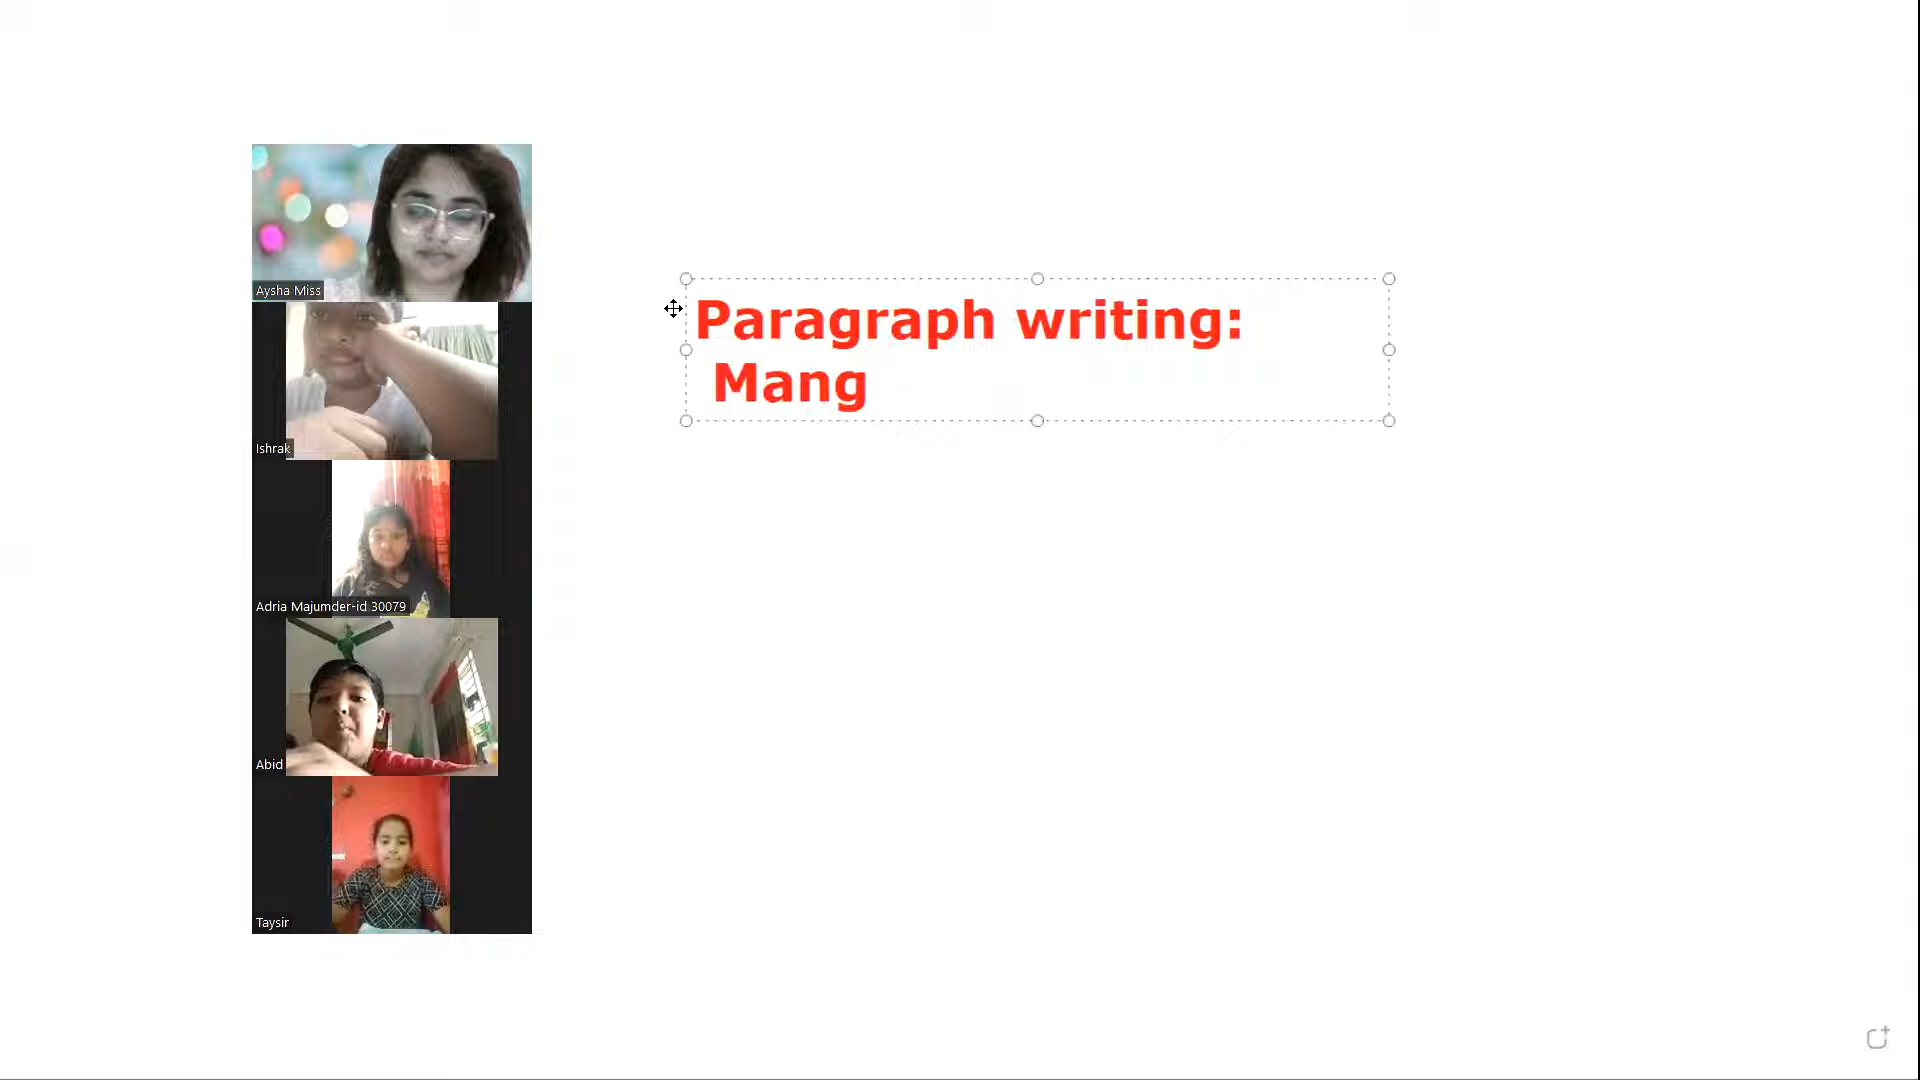 Aysha Miss
Ishrak
Adria Majumder-id 30079
Abid
Taysir
Paragraph writing:
Mang